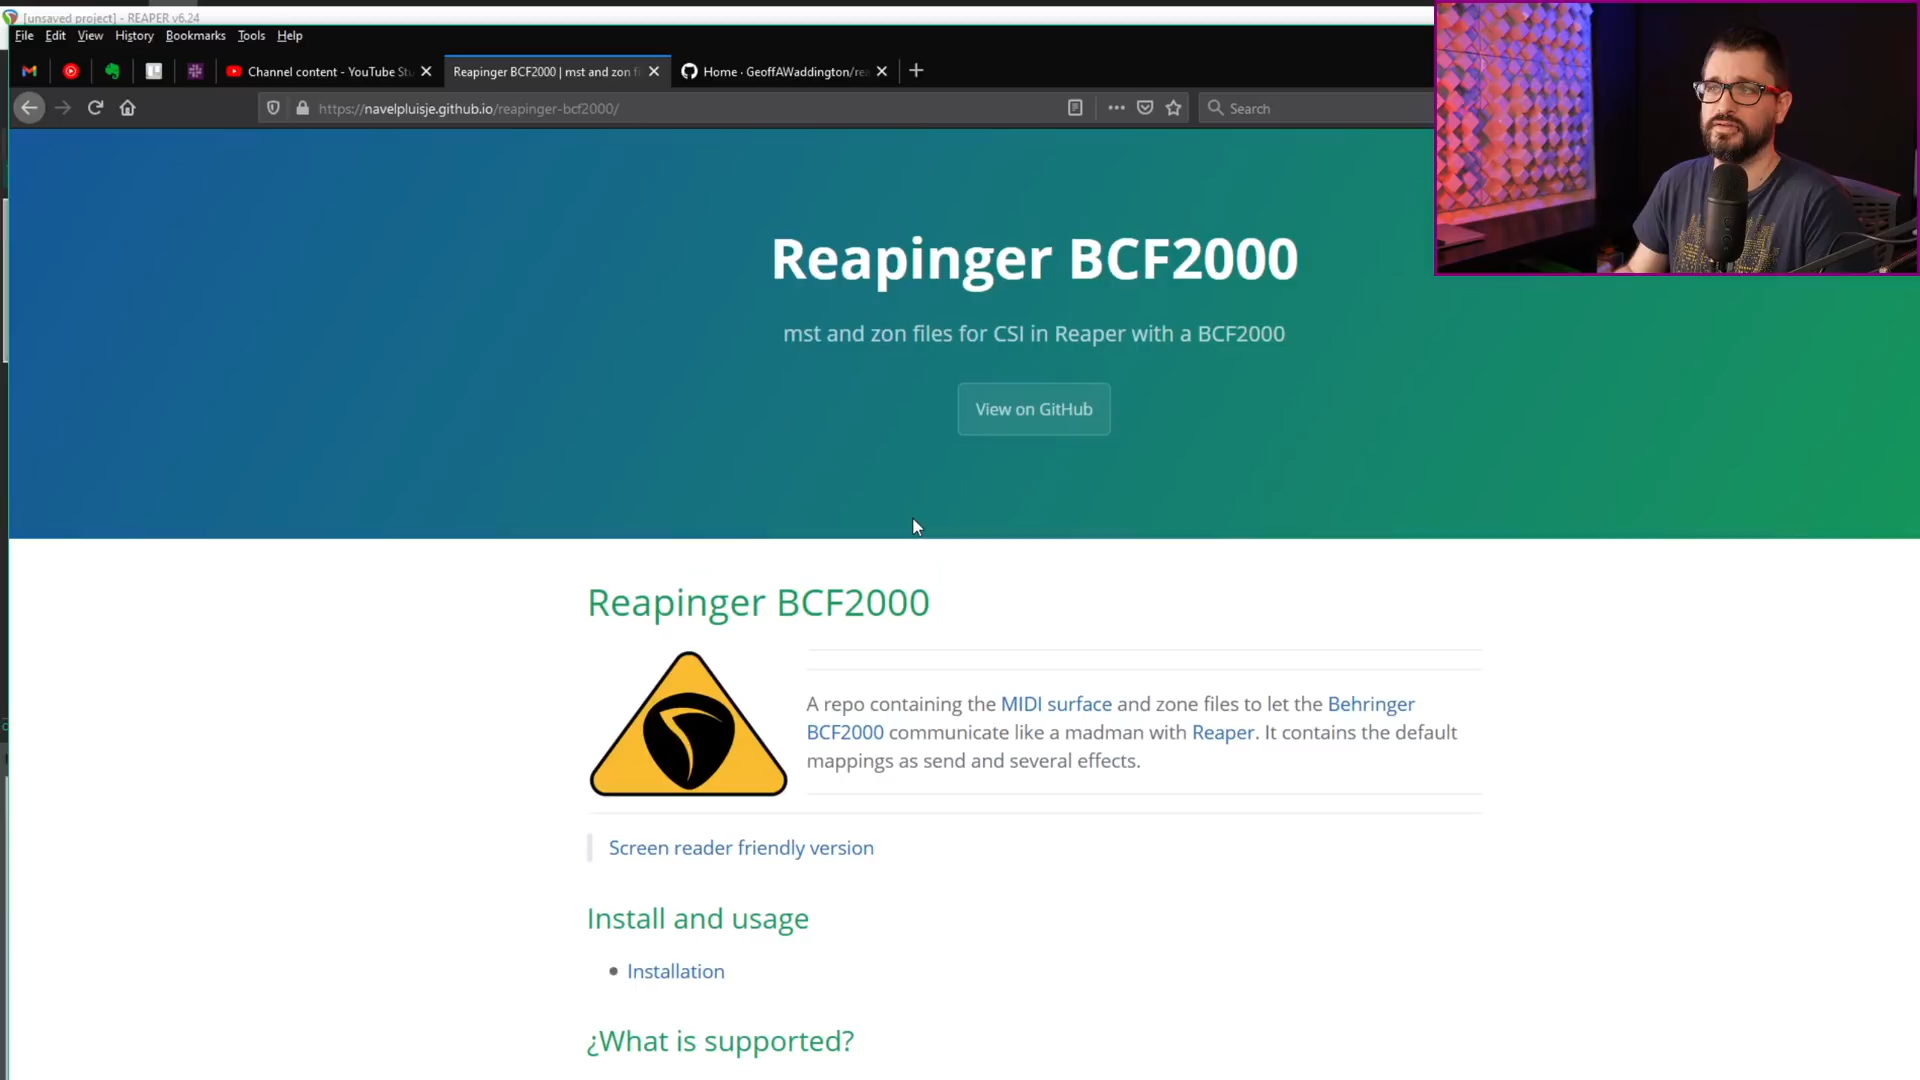 [unsaved project] - REAPER v6.24
File Edit View History Bookmarks Tools Help
Channel content - YouTube Stu
Reapinger BCF2000 | mst and zon fi
Home · GeoffAWaddington/rea
https://navelpluisje.github.io/reapinger-bcf2000/
Search
Reapinger BCF2000
mst and zon files for CSI in Reaper with a BCF2000
View on GitHub
Reapinger BCF2000
A repo containing the MIDI surface and zone files to let the Behringer
BCF2000 communicate like a madman with Reaper. It contains the default
mappings as send and several effects.
Screen reader friendly version
Install and usage
Installation
¿What is supported?